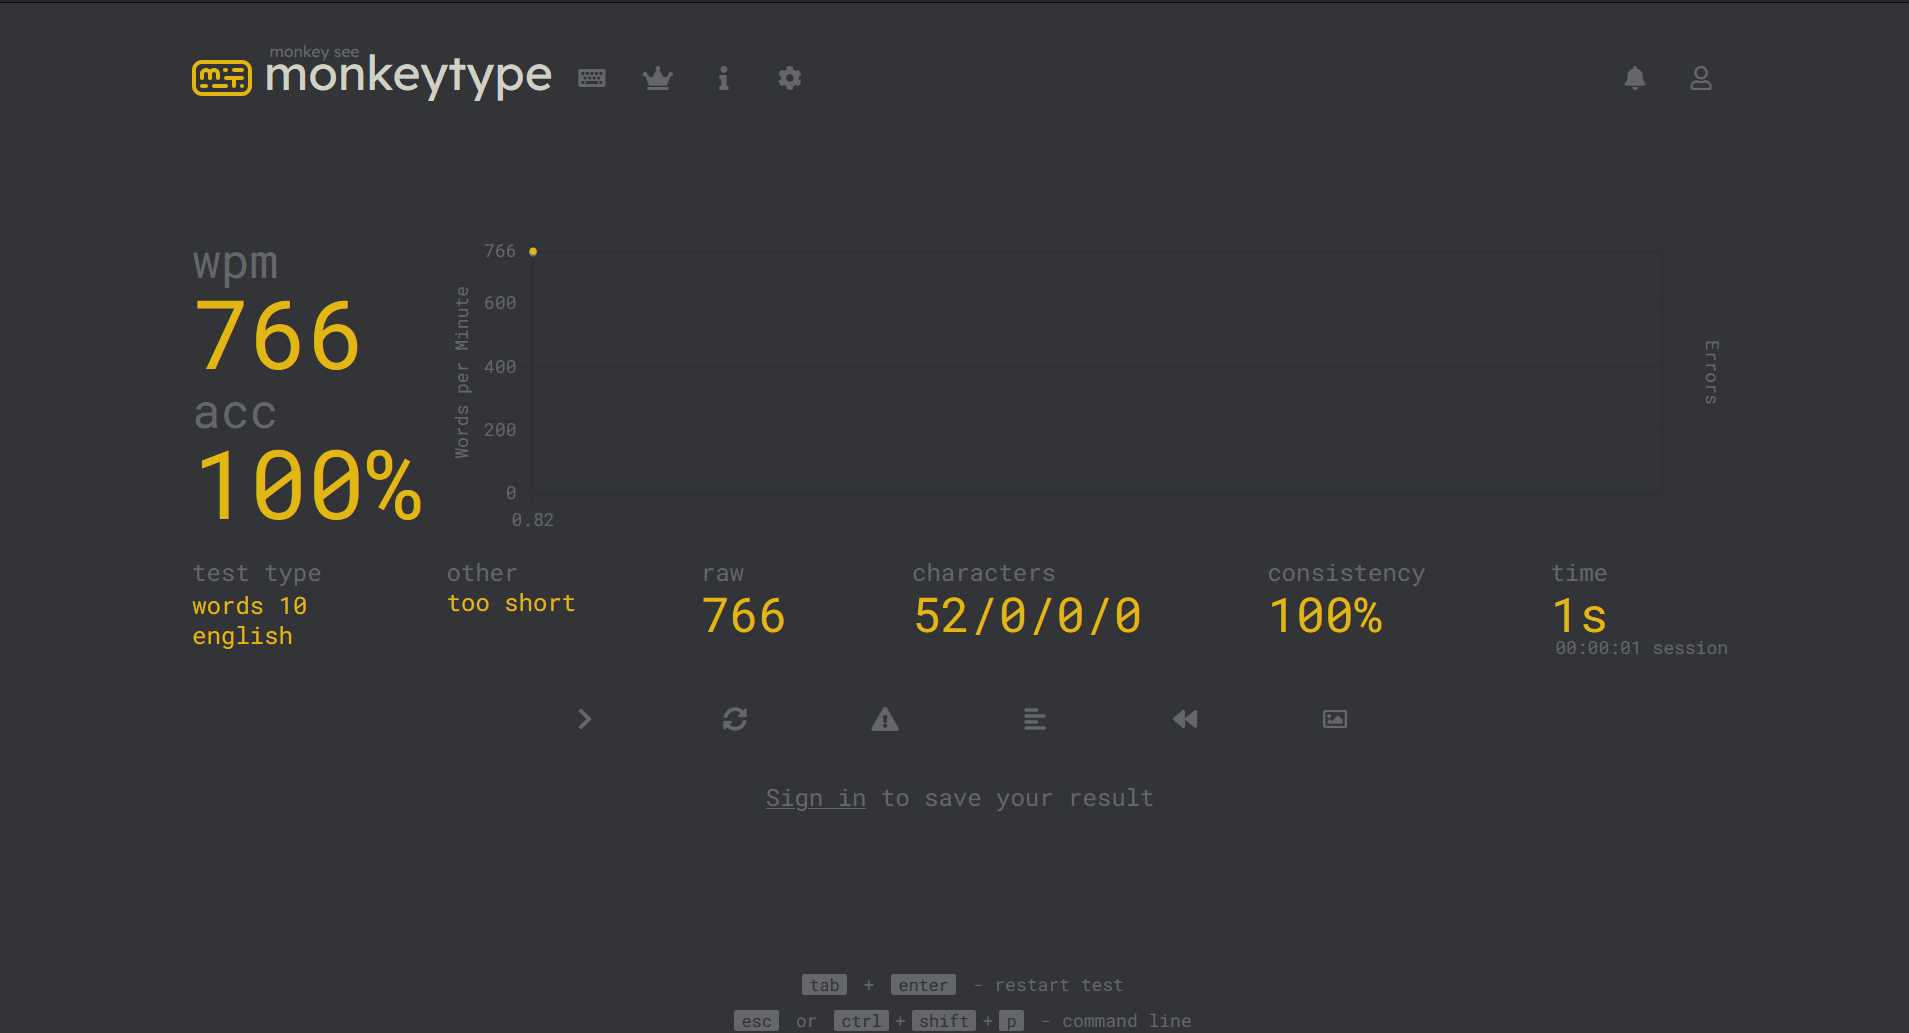 monkey see
monkeytype
wpm
766
acc
100%
Words per Minute
766
600
400
200
0
0.82
Errors
test type
words 10
english
other
too short
raw
766
characters
52/0/0/0
consistency
100%
time
1s
00:00:01 session
Sign in to save your result
tab + enter - restart test
esc or ctrl + shift + p - command line